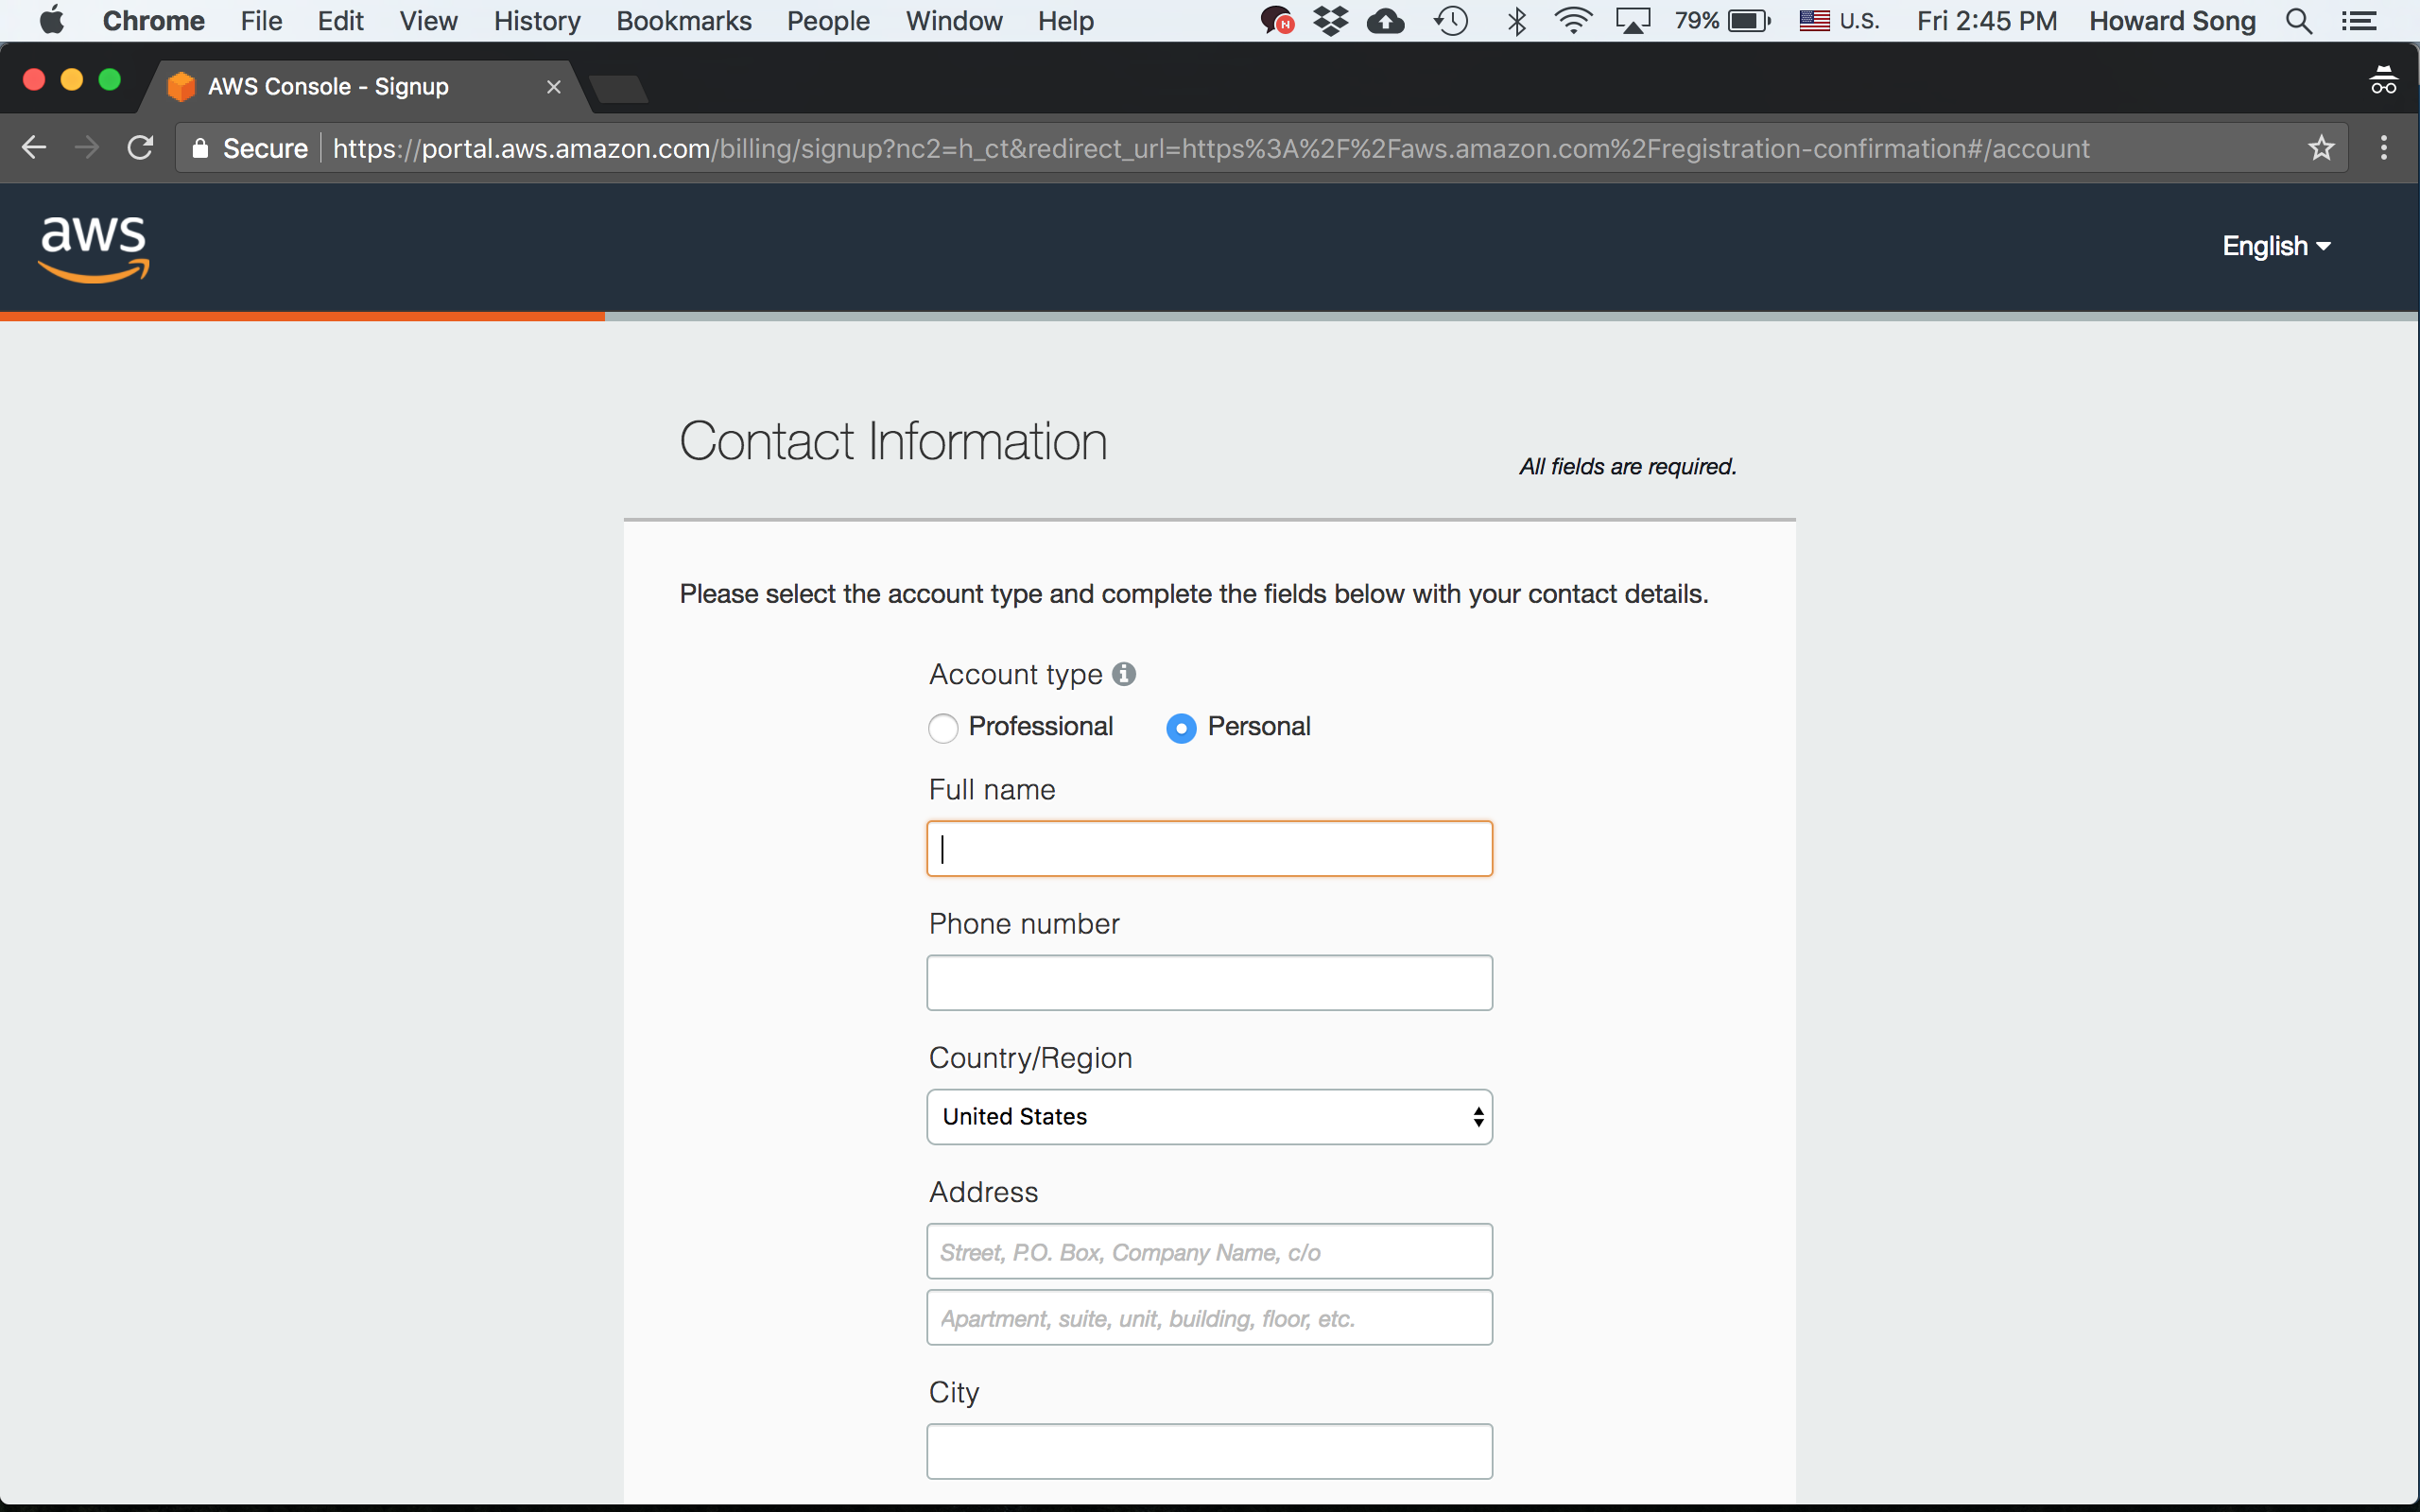 Chrome File Edit View History Bookmarks People Window Help N 79% U.S. Fri 2:45 PM Howard Song
AWS Console - Signup
Secure https://portal.aws.amazon.com/billing/signup?nc2=h_ct&redirect_url=https%3A%2F%2Faws.amazon.com%2Fregistration-confirmation#/account
aws
English
Contact Information
All fields are required.
Please select the account type and complete the fields below with your contact details.
Account type i
Professional Personal
Full name
Phone number
Country/Region
United States
Address
Street, P.O. Box, Company Name, c/o
Apartment, suite, unit, building, floor, etc.
City